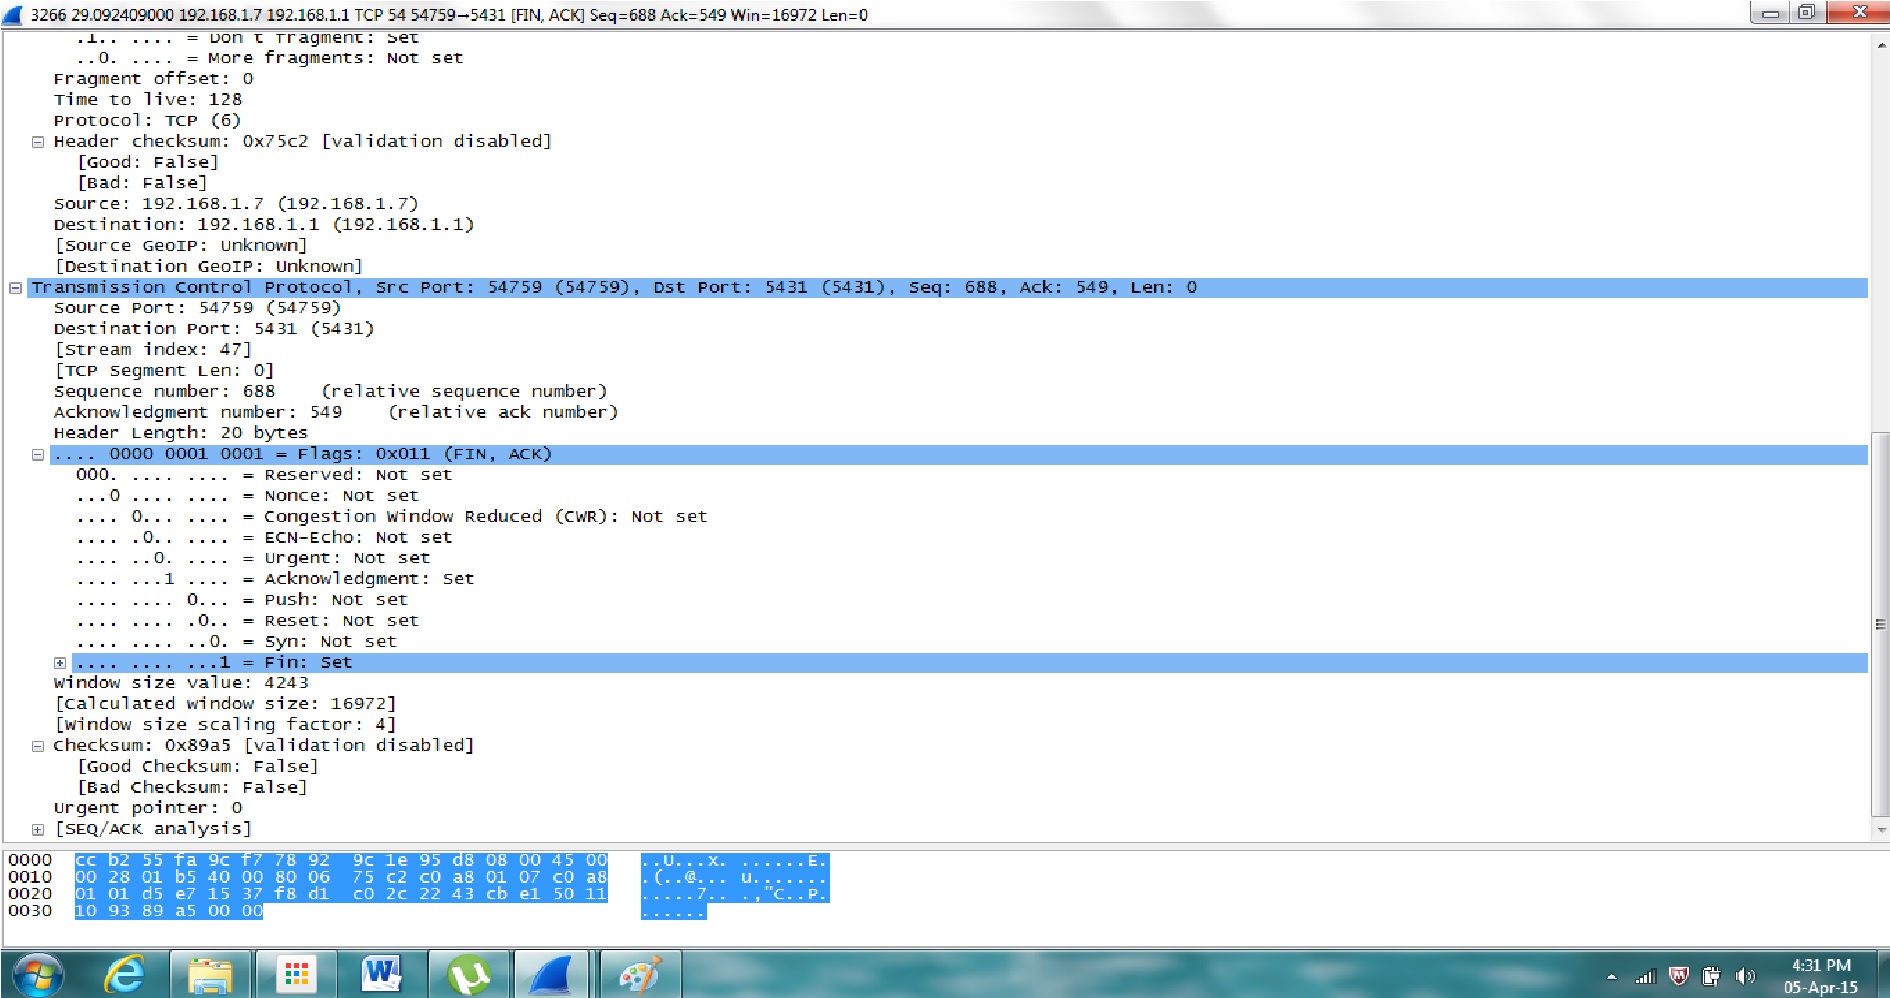 3266 29.092409000 192.168.1.7 192.168.1.1 TCP 54 54759→5431 [FIN, ACK] Seq=688 Ack=549 Win=16972 Len=0
.1.. .... = Don't fragment: Set
..0. .... = More fragments: Not set
Fragment offset: 0
Time to live: 128
Protocol: TCP (6)
Header checksum: 0x75c2 [validation disabled]
[Good: False]
[Bad: False]
Source: 192.168.1.7 (192.168.1.7)
Destination: 192.168.1.1 (192.168.1.1)
[Source GeoIP: Unknown]
[Destination GeoIP: Unknown]
Transmission Control Protocol, Src Port: 54759 (54759), Dst Port: 5431 (5431), Seq: 688, Ack: 549, Len: 0
Source Port: 54759 (54759)
Destination Port: 5431 (5431)
[Stream index: 47]
[TCP Segment Len: 0]
Sequence number: 688    (relative sequence number)
Acknowledgment number: 549    (relative ack number)
Header Length: 20 bytes
.... 0000 0001 0001 = Flags: 0x011 (FIN, ACK)
000. .... .... = Reserved: Not set
...0 .... .... = Nonce: Not set
.... 0... .... = Congestion Window Reduced (CWR): Not set
.... .0.. .... = ECN-Echo: Not set
.... ..0. .... = Urgent: Not set
.... ...1 .... = Acknowledgment: Set
.... .... 0... = Push: Not set
.... .... .0.. = Reset: Not set
.... .... ..0. = Syn: Not set
.... .... ...1 = Fin: Set
Window size value: 4243
[Calculated window size: 16972]
[Window size scaling factor: 4]
Checksum: 0x89a5 [validation disabled]
[Good Checksum: False]
[Bad Checksum: False]
Urgent pointer: 0
[SEQ/ACK analysis]
0000 cc b2 55 fa 9c f7 78 92 9c 1e 95 d8 08 00 45 00 ..U...x. ......E.
0010 00 28 01 b5 40 00 80 06 75 c2 c0 a8 01 07 c0 a8 .(..@... u.......
0020 01 01 d5 e7 15 37 f8 d1 c0 2c 22 43 cb e1 50 11 .....7.. .,"C..P.
0030 10 93 89 a5 00 00 ......
4:31 PM
05-Apr-15